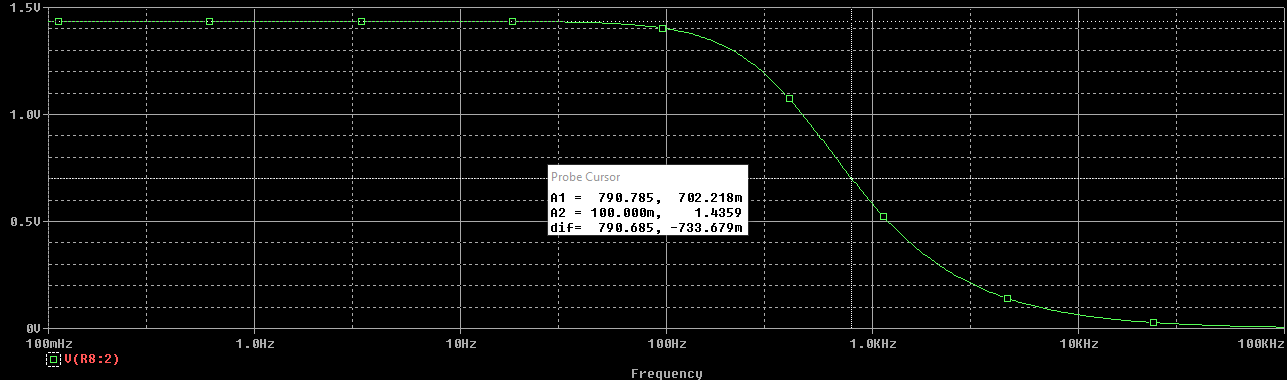 1.5V
1.0V
0.5V
0V
Probe Cursor
A1 = 790.785, 702.218m
A2 = 100.000m, 1.4359
dif= 790.685, -733.679m
100mHz 1.0Hz 10Hz 100Hz 1.0KHz 10KHz 100KHz
V(R8:2)
Frequency